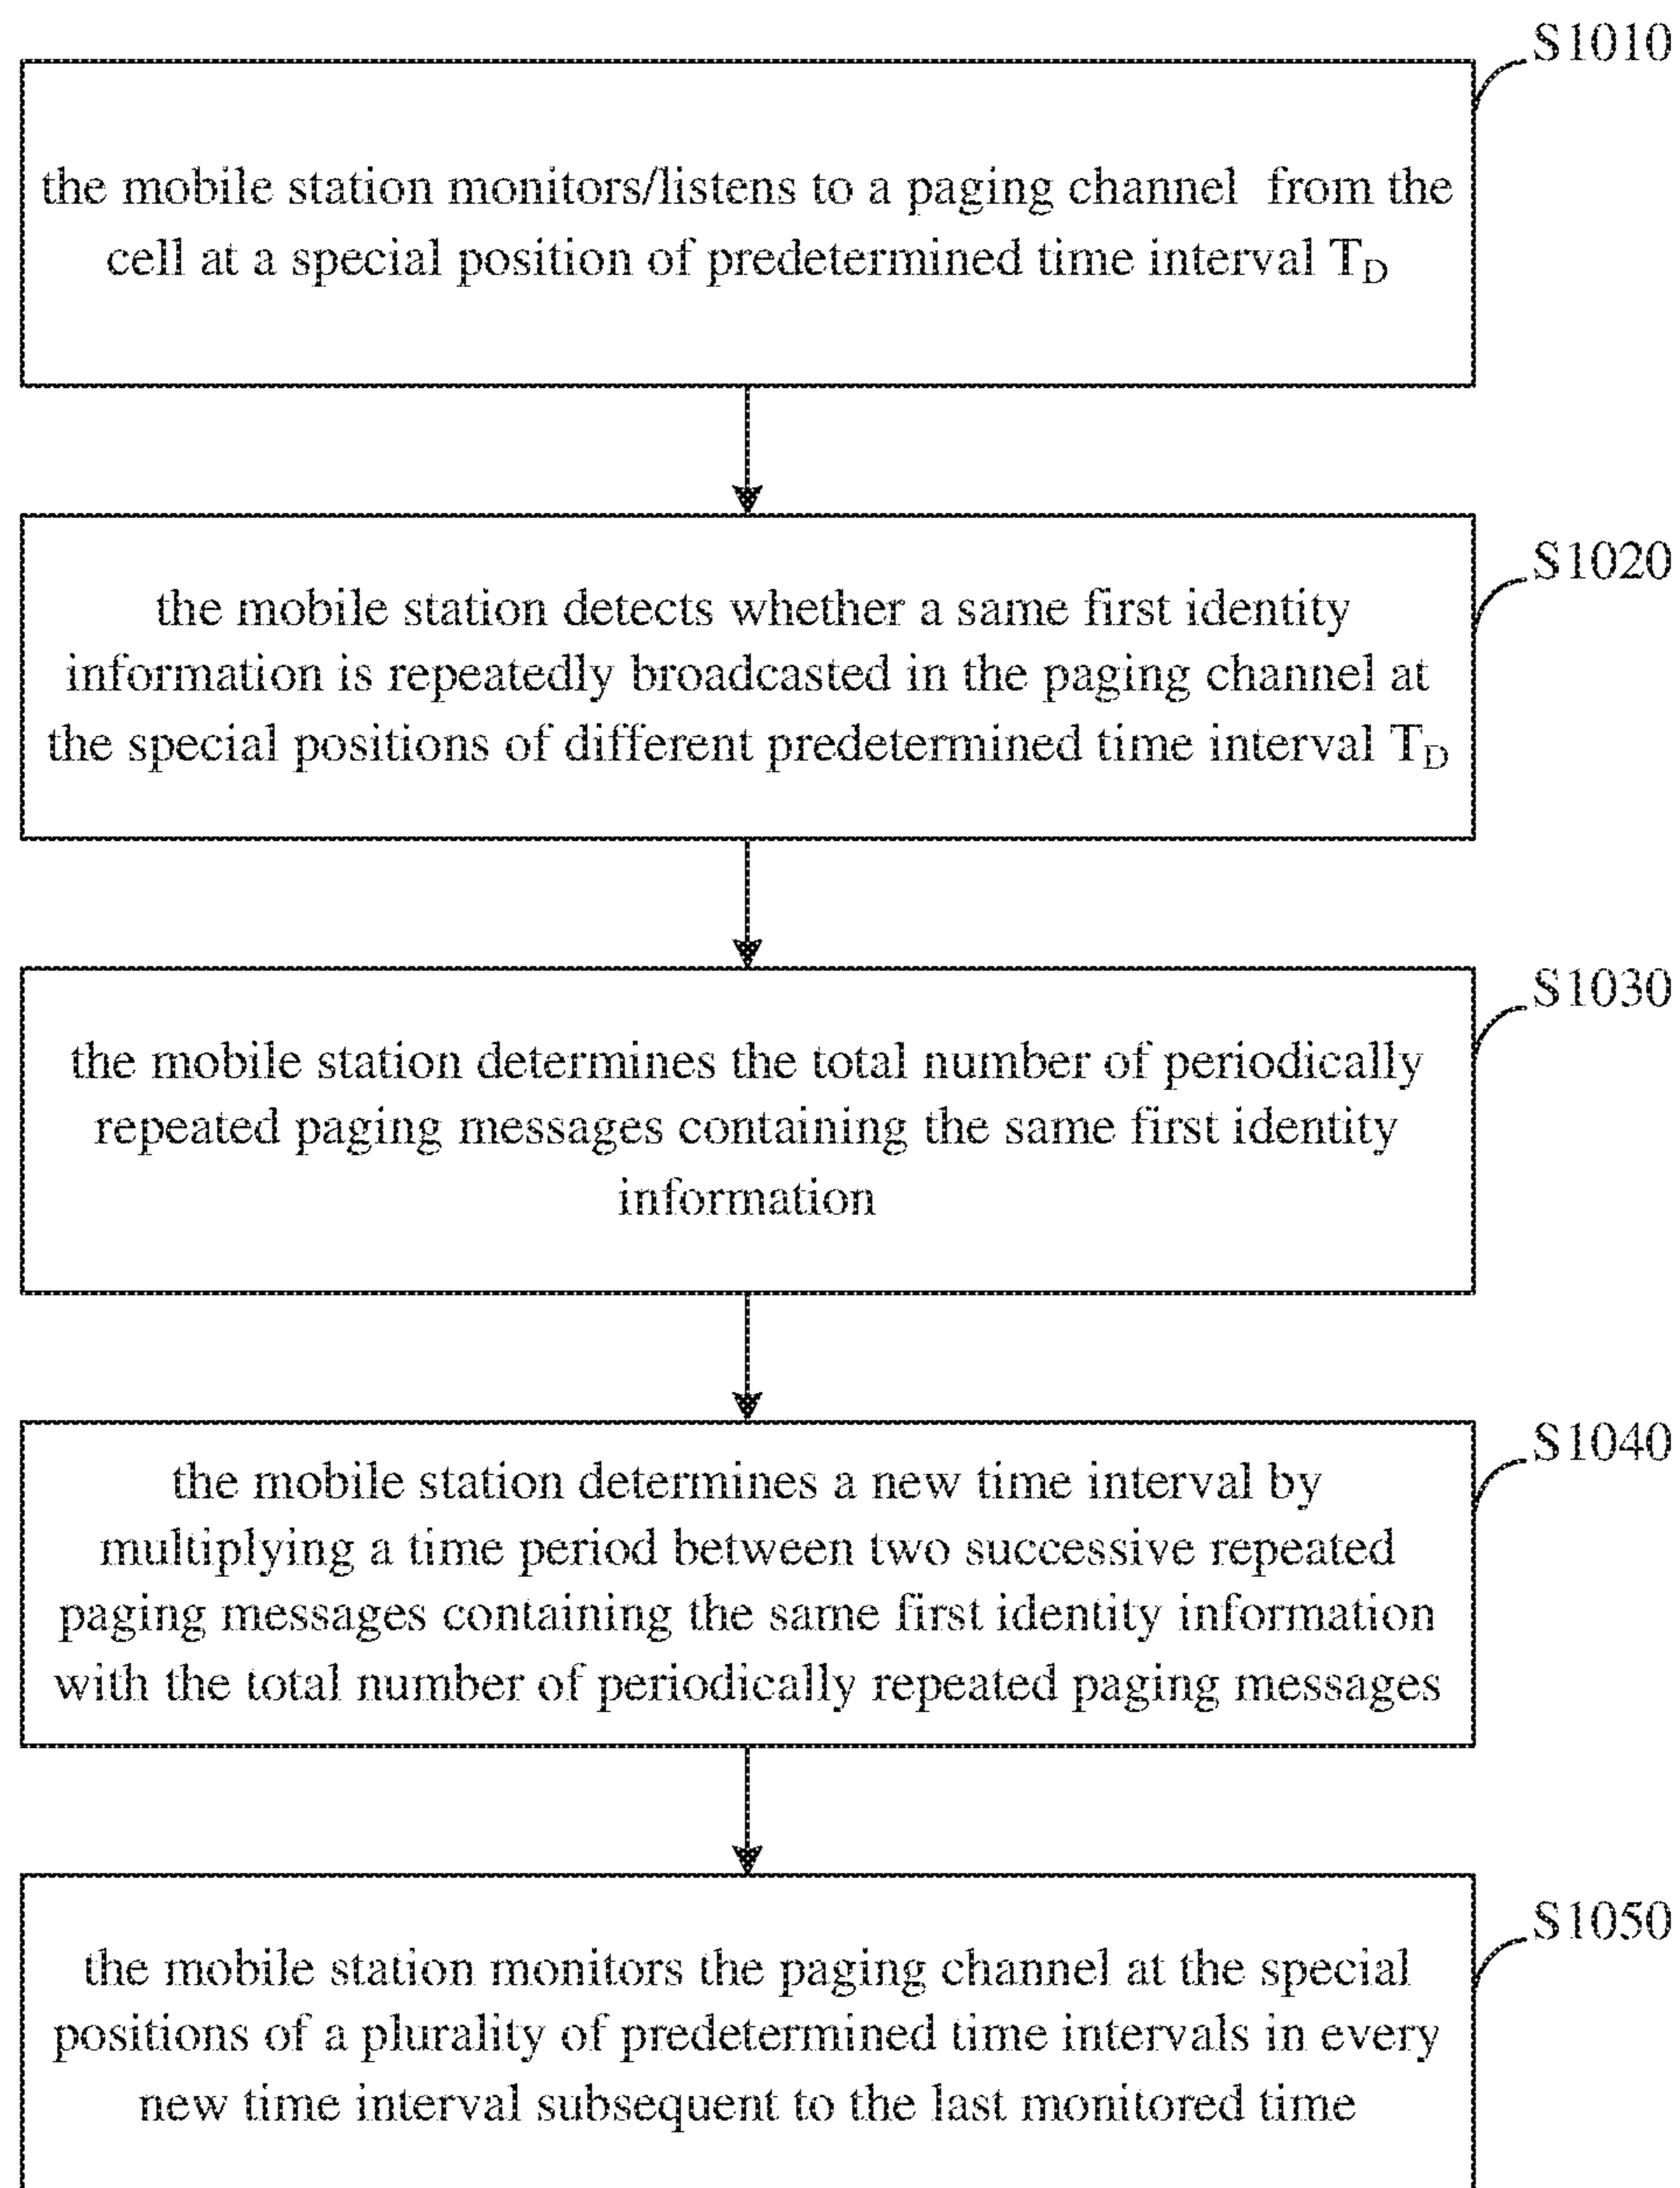 S1010
the mobile station monitors/listens to a paging channel from the
cell at a special position of predetermined time interval TD
S1020
the mobile station detects whether a same first identity
information is repeatedly broadcasted in the paging channel at
the special positions of different predetermined time interval TD
S1030
the mobile station determines the total number of periodically
repeated paging messages containing the same first identity
information
S1040
the mobile station determines a new time interval by
multiplying a time period between two successive repeated
paging messages containing the same first identity information
with the total number of periodically repeated paging messages
S1050
the mobile station monitors the paging channel at the special
positions of a plurality of predetermined time intervals in every
new time interval subsequent to the last monitored time